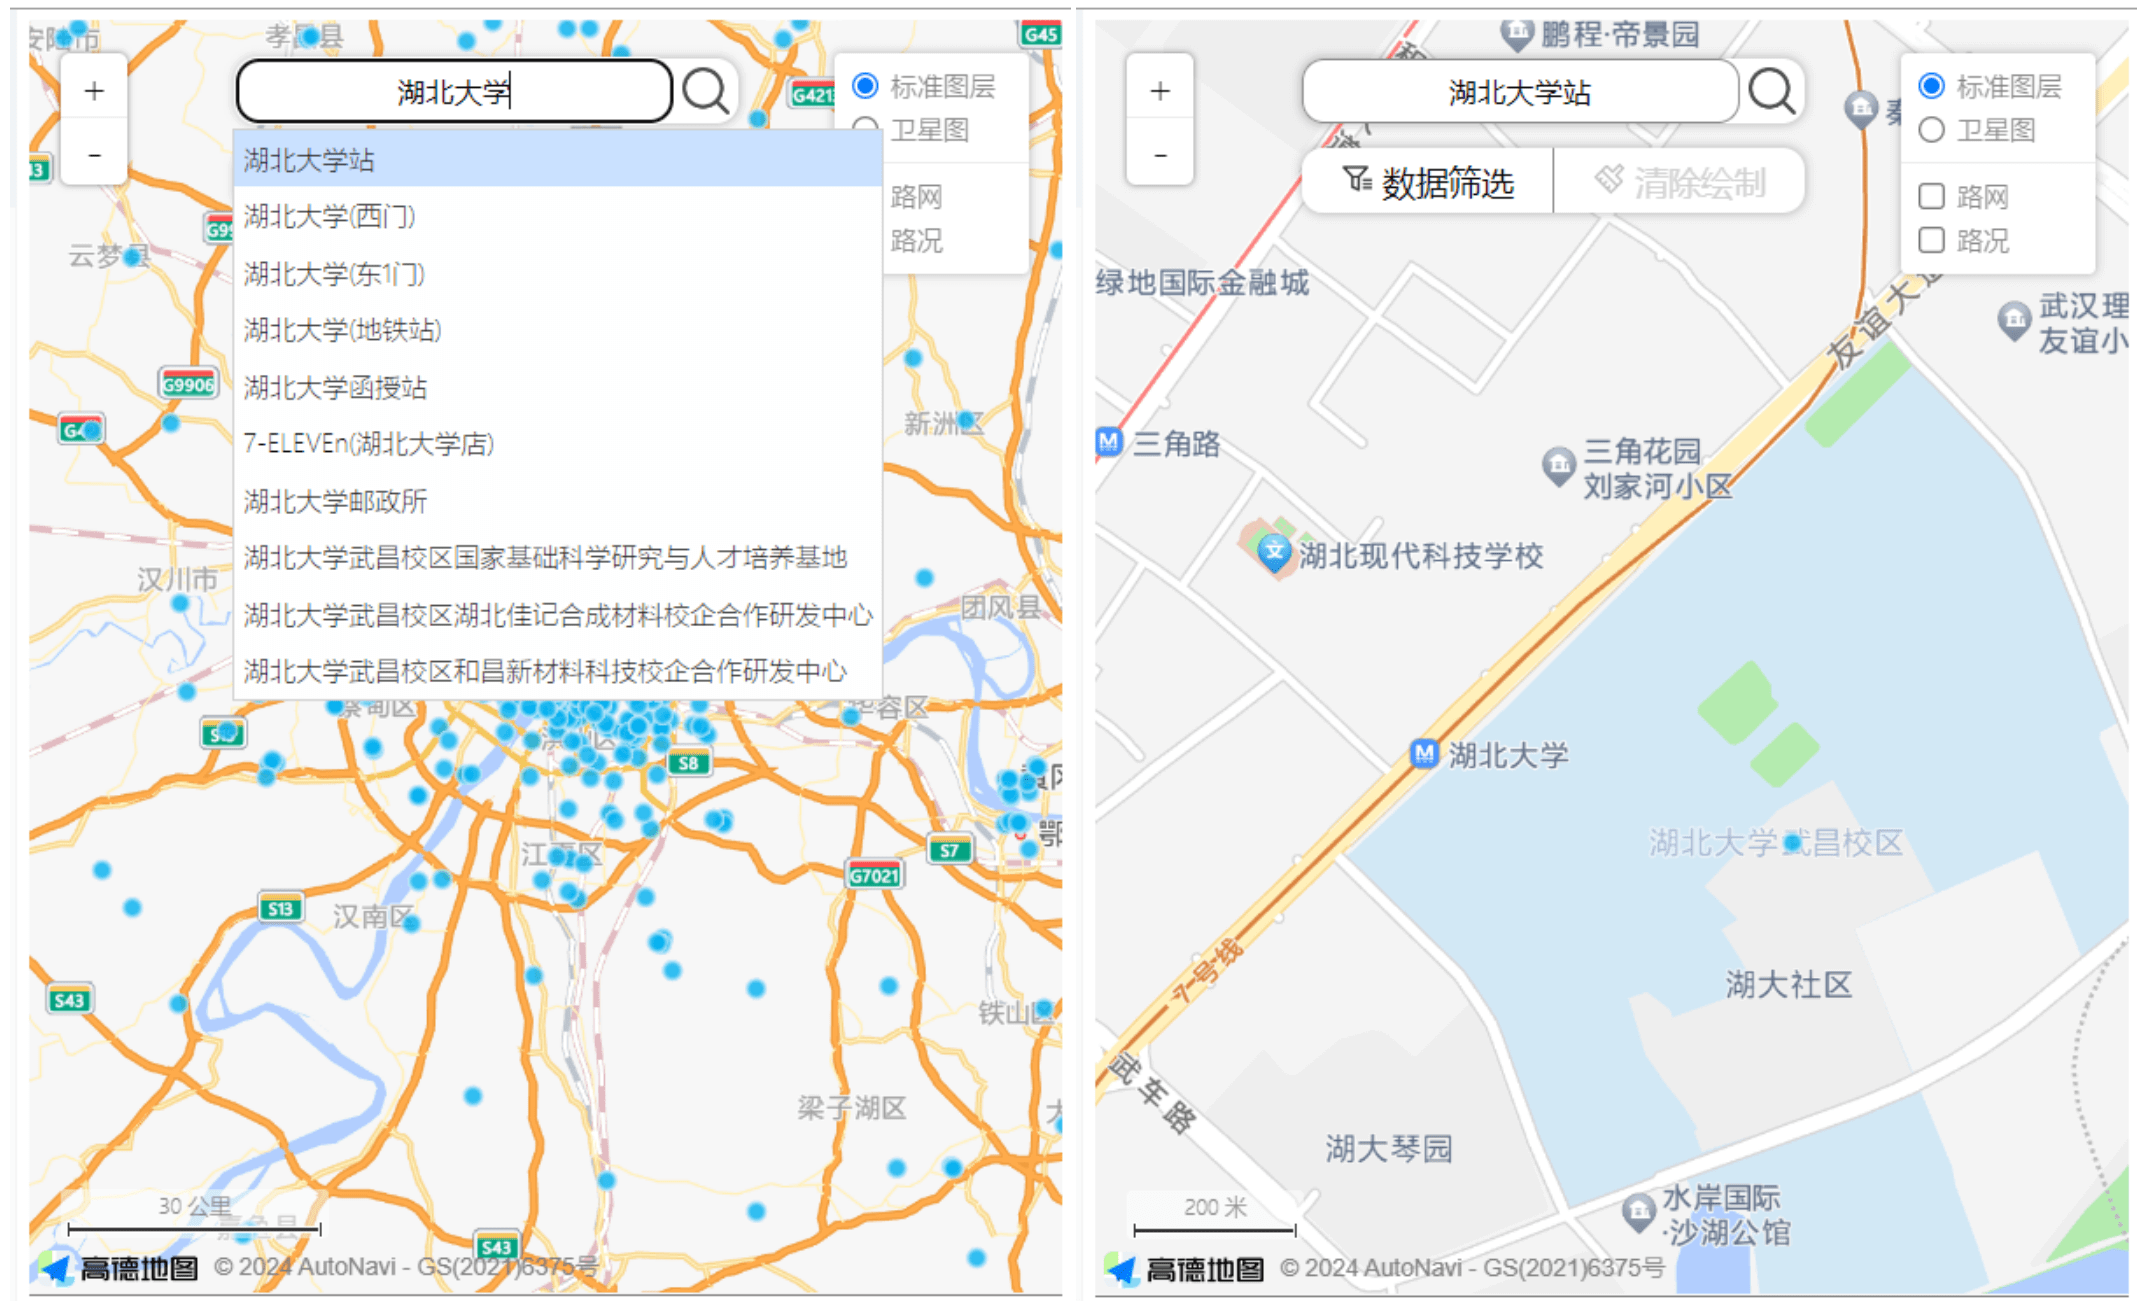 安陆市
孝昌县
G45
+
-
湖北大学
G421
标准图层
卫星图
路网
路况
湖北大学站
湖北大学(西门)
湖北大学(东1门)
湖北大学(地铁站)
湖北大学函授站
7-ELEVEn(湖北大学店)
湖北大学邮政所
湖北大学武昌校区国家基础科学研究与人才培养基地
湖北大学武昌校区湖北佳记合成材料校企合作研发中心
湖北大学武昌校区和昌新材料科技校企合作研发中心
云梦县
G9906
新洲区
汉川市
团风县
蔡甸区
华容区
S8
江夏区
S7
G7021
S13
汉南区
S43
铁山区
梁子湖区
30 公里
嘉鱼县
S43
高德地图
© 2024 AutoNavi - GS(2021)6375号
鹏程·帝景园
+
-
湖北大学站
标准图层
卫星图
路网
路况
数据筛选
清除绘制
绿地国际金融城
友谊大道
武汉理
友谊小
三角路
三角花园
刘家河小区
湖北现代科技学校
湖北大学
湖北大学武昌校区
7号线
湖大社区
武车路
湖大琴园
水岸国际
·沙湖公馆
200 米
高德地图
© 2024 AutoNavi - GS(2021)6375号